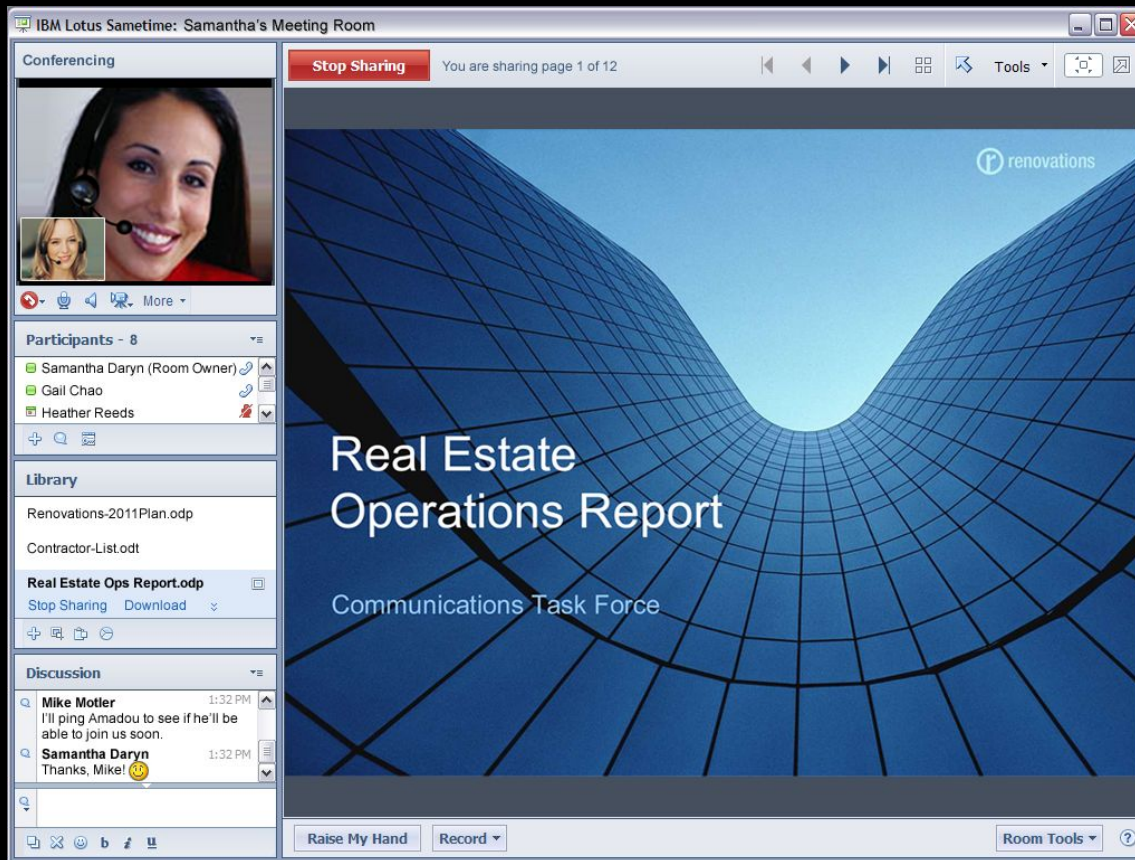 IBM Lotus Sametime: Samantha's Meeting Room
Conferencing
More
Participants - 8
Samantha Daryn (Room Owner)
Gail Chao
Heather Reeds
Library
Renovations-2011Plan.odp
Contractor-List.odt
Real Estate Ops Report.odp
Stop Sharing Download
Discussion
Mike Motler 1:32 PM
I'll ping Amadou to see if he'll be
able to join us soon.
Samantha Daryn 1:32 PM
Thanks, Mike!
b i u
Stop Sharing You are sharing page 1 of 12 Tools
r renovations
Real Estate
Operations Report
Communications Task Force
Raise My Hand Record Room Tools ?